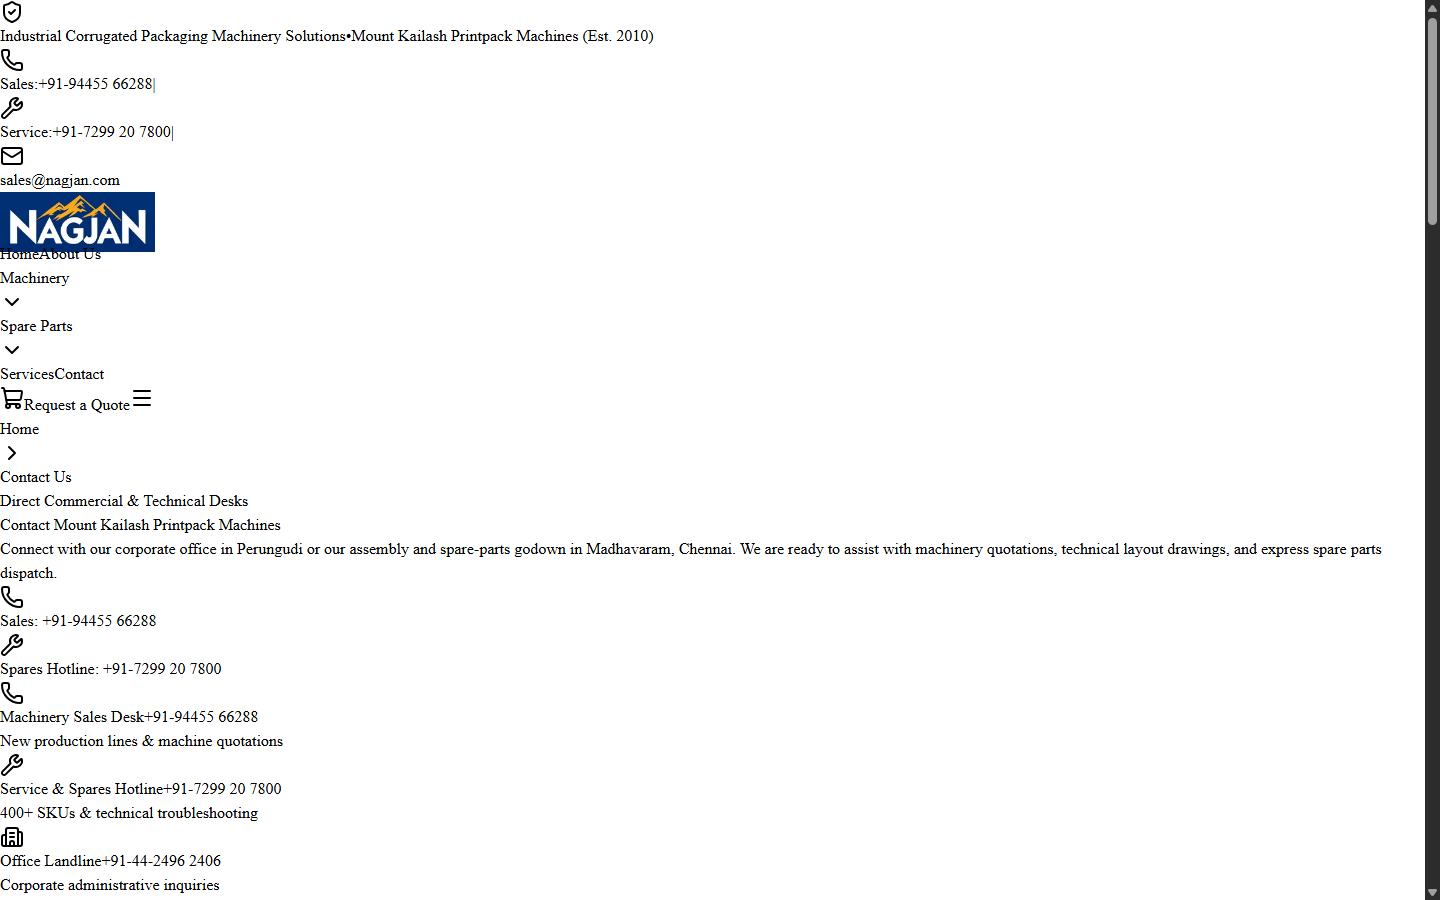 Industrial Corrugated Packaging Machinery Solutions•Mount Kailash Printpack Machines (Est. 2010)
Sales:+91-94455 66288|
Service:+91-7299 20 7800|
sales@nagjan.com
NAGJAN
HomeAbout Us
Machinery
Spare Parts
ServicesContact
Request a Quote
Home
Contact Us
Direct Commercial & Technical Desks
Contact Mount Kailash Printpack Machines
Connect with our corporate office in Perungudi or our assembly and spare-parts godown in Madhavaram, Chennai. We are ready to assist with machinery quotations, technical layout drawings, and express spare parts
dispatch.
Sales: +91-94455 66288
Spares Hotline: +91-7299 20 7800
Machinery Sales Desk+91-94455 66288
New production lines & machine quotations
Service & Spares Hotline+91-7299 20 7800
400+ SKUs & technical troubleshooting
Office Landline+91-44-2496 2406
Corporate administrative inquiries